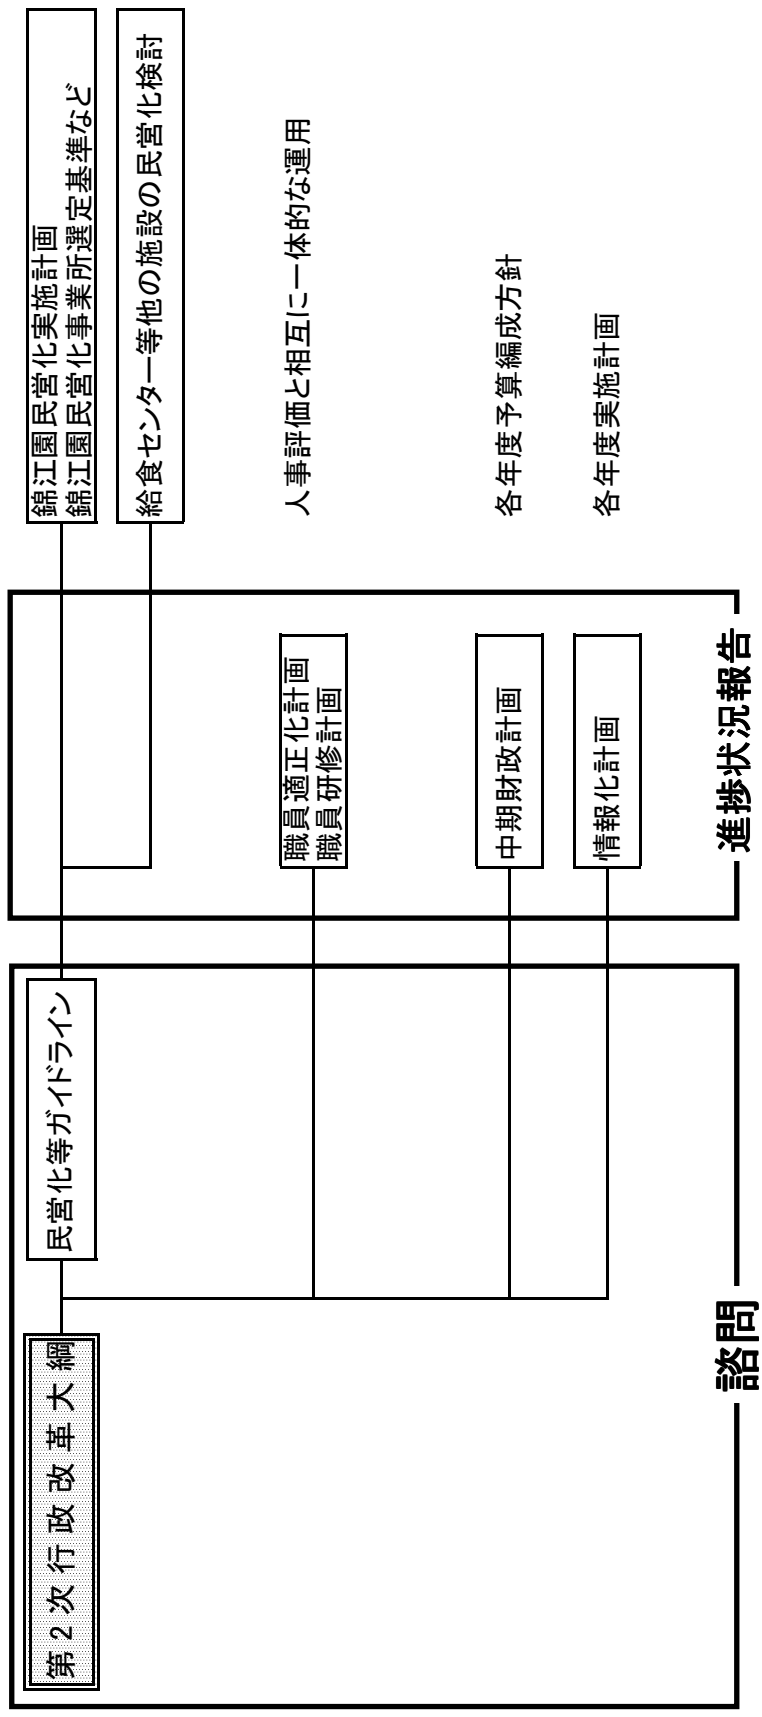 第２次行政改革大綱
民営化等ガイドライン
錦江園民営化実施計画
錦江園民営化事業所選定基準など
給食センター等他の施設の民営化検討
職員適正化計画
職員研修計画
人事評価と相互に一体的な運用
中期財政計画
各年度予算編成方針
情報化計画
各年度実施計画
諮問
進捗状況報告